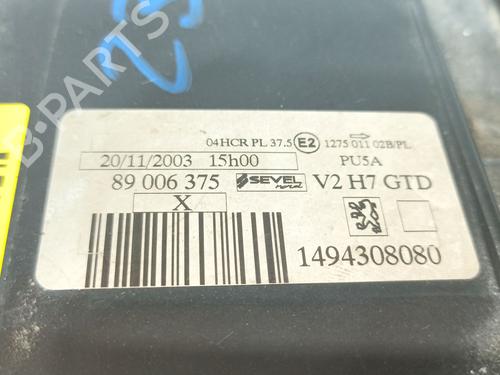 B-PARTS
04HCR PL 37.5 E2 1275 011 02B/PL
20/11/2003 15h00 PU5A
89 006 375 SEVEL nord V2 H7 GTD
X
1494308080